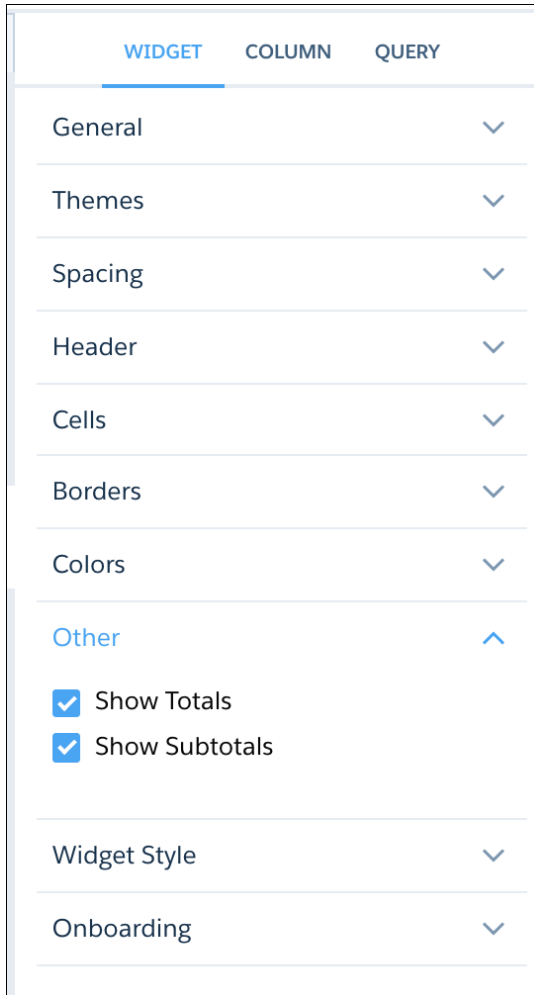 WIDGET COLUMN QUERY
General
Themes
Spacing
Header
Cells
Borders
Colors
Other
Show Totals
Show Subtotals
Widget Style
Onboarding